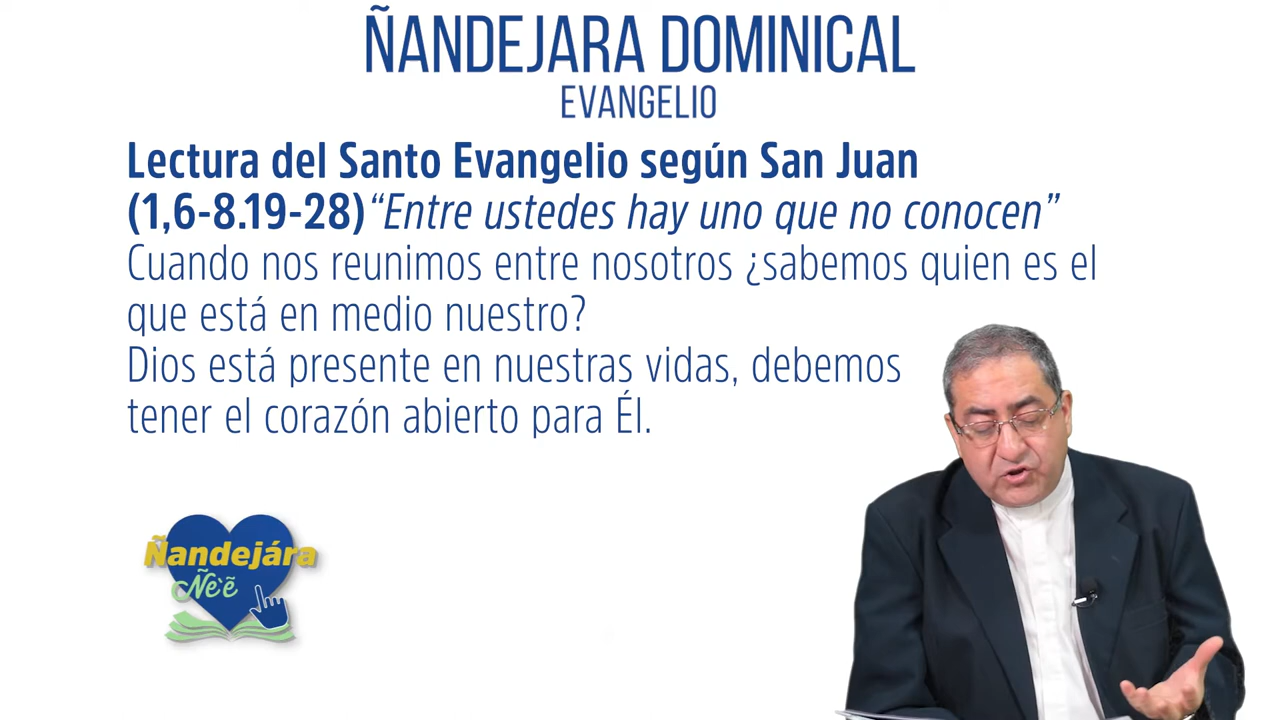 ÑANDEJARA DOMINICAL
EVANGELIO
Lectura del Santo Evangelio según San Juan
(1,6-8.19-28) “Entre ustedes hay uno que no conocen”
Cuando nos reunimos entre nosotros ¿sabemos quien es el
que está en medio nuestro?
Dios está presente en nuestras vidas, debemos
tener el corazón abierto para Él.
Ñandejára
Ñe'ẽ